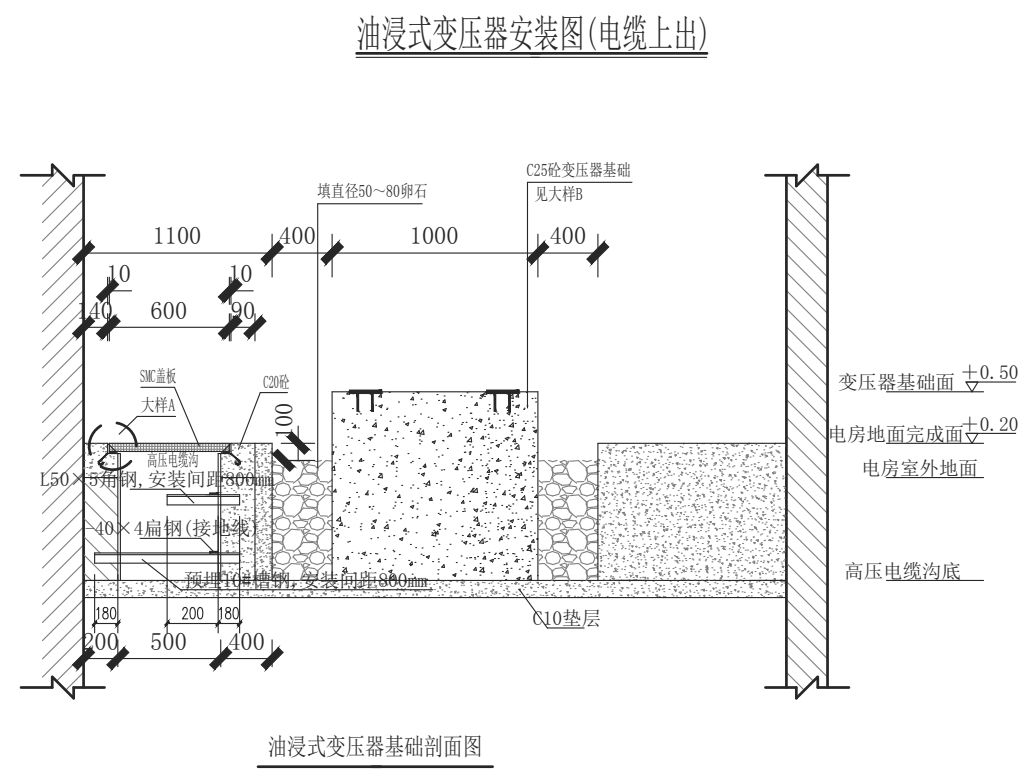 油浸式变压器安装图(电缆上出)
C25砼变压器基础
填直径50～80卵石
见大样B
1100 400 1000 400
10 10
140 600 90
SMC盖板
C20砼
大样A
100
变压器基础面 +0.50
电房地面完成面 +0.20
高压电缆沟
电房室外地面
L50×5角钢,安装间距800mm
-40×4扁钢(接地线)
高压电缆沟底
预埋10#槽钢,安装间距800mm
180 200 180
C10垫层
200 500 400
油浸式变压器基础剖面图